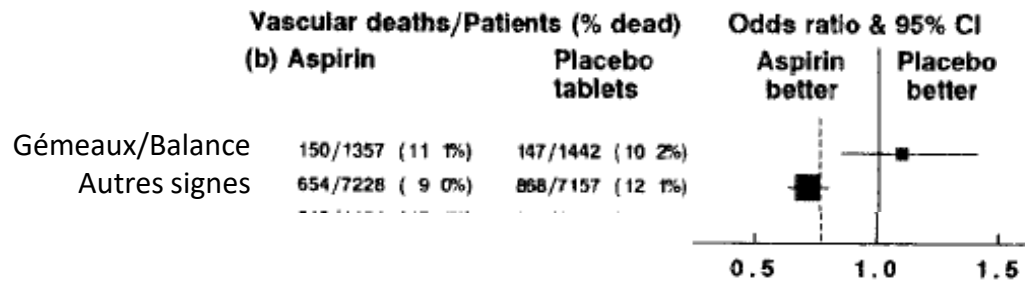 Vascular deaths/Patients (% dead) Odds ratio & 95% CI
(b) Aspirin Placebo tablets Aspirin better Placebo better
Gémeaux/Balance 150/1357 (11 1%) 147/1442 (10 2%)
Autres signes 654/7228 ( 9 0%) 868/7157 (12 1%)
0.5 1.0 1.5